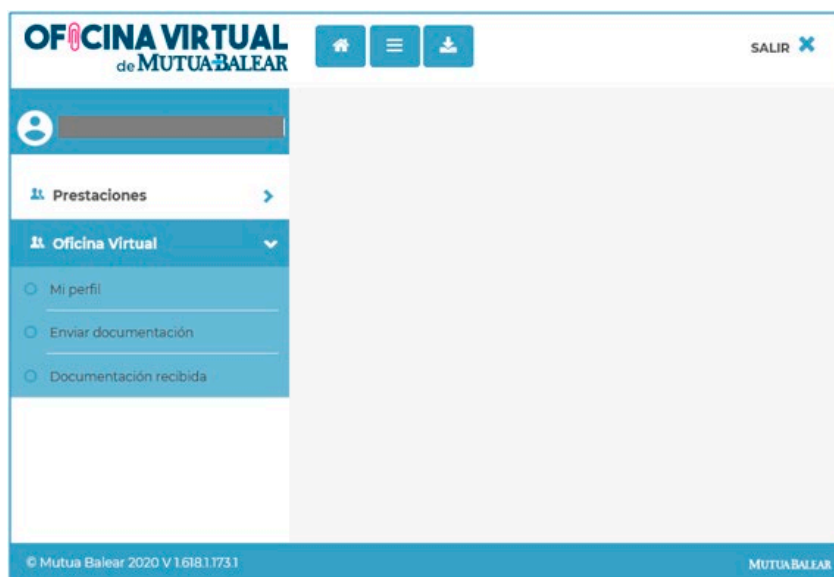 OFICINA VIRTUAL
de MUTUA BALEAR
SALIR
Prestaciones
Oficina Virtual
Mi perfil
Enviar documentación
Documentación recibida
© Mutua Balear 2020 V 1.618.1.173.1
MUTUA BALEAR